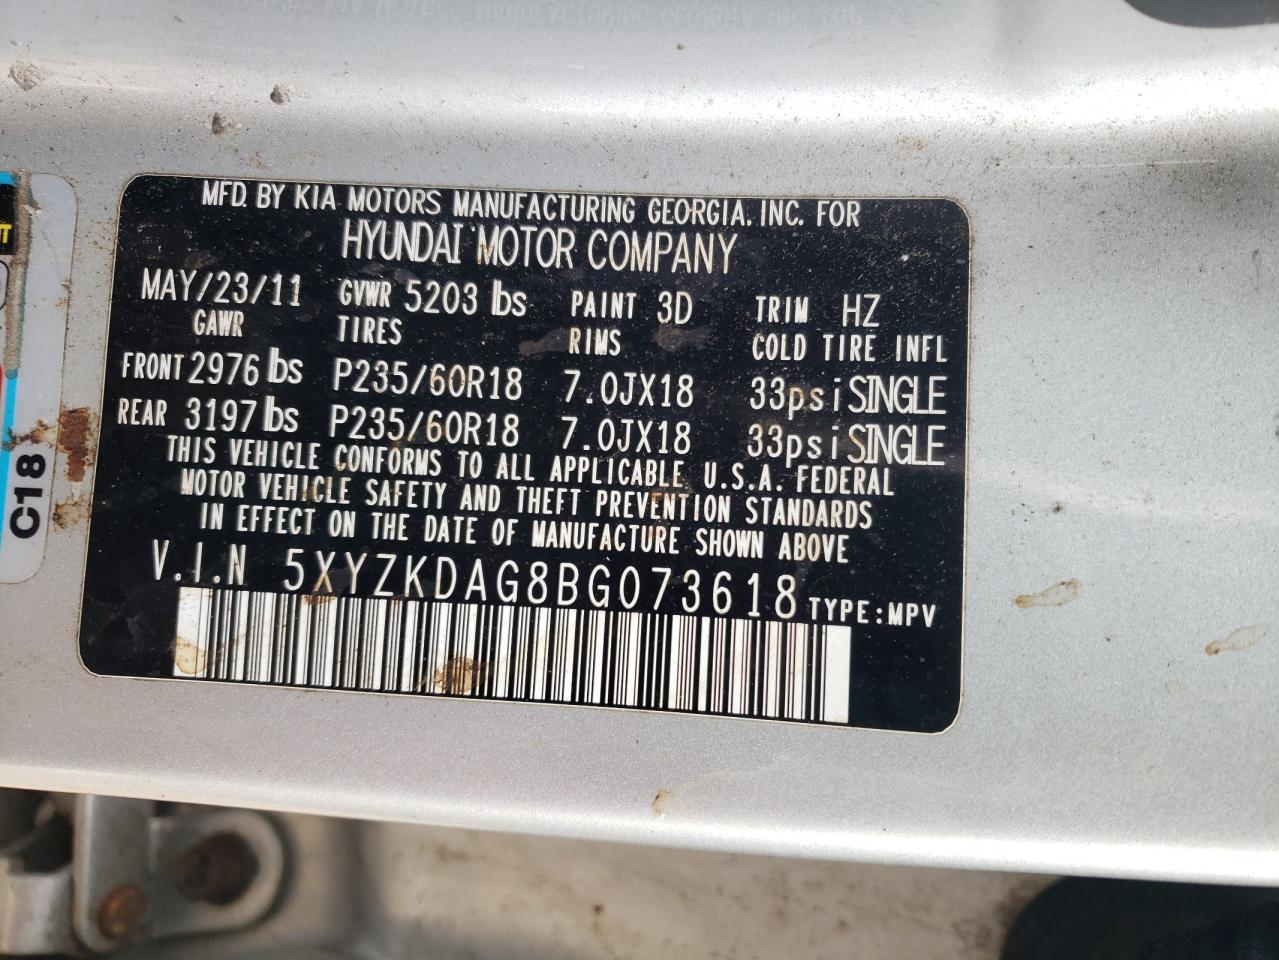 MFD. BY KIA MOTORS MANUFACTURING GEORGIA, INC. FOR
HYUNDAI MOTOR COMPANY
MAY/23/11 GVWR 5203 lbs PAINT 3D TRIM HZ
GAWR TIRES RIMS COLD TIRE INFL
FRONT 2976 lbs P235/60R18 7.0JX18 33psi SINGLE
REAR 3197 lbs P235/60R18 7.0JX18 33psi SINGLE
THIS VEHICLE CONFORMS TO ALL APPLICABLE U.S.A. FEDERAL
MOTOR VEHICLE SAFETY AND THEFT PREVENTION STANDARDS
IN EFFECT ON THE DATE OF MANUFACTURE SHOWN ABOVE
V.I.N 5XYZKDAG8BG073618 TYPE:MPV
C18